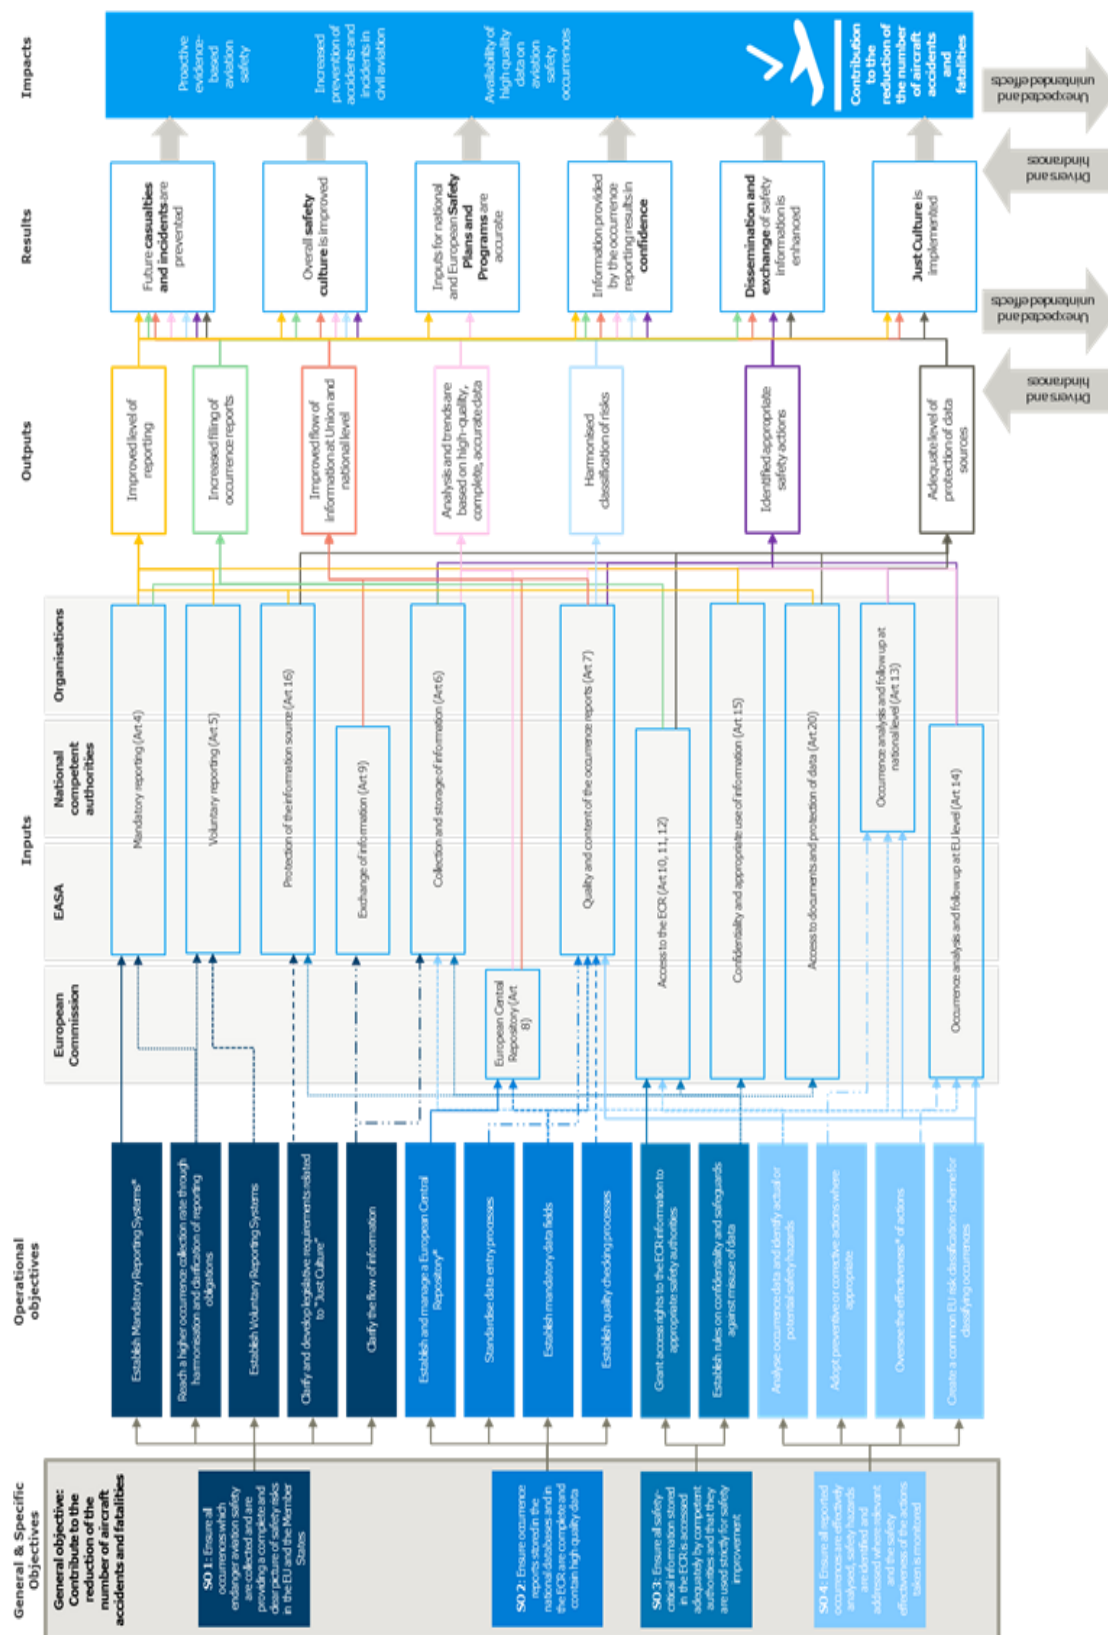 General & Specific
Objectives
Operational
objectives
Inputs
Outputs
Results
Impacts
European
Commission
EASA
National
competent
authorities
Organisations
General objective:
Contribute to the
reduction of the
number of aircraft
accidents and fatalities
SO 1: Ensure all
occurrences which
endanger aviation safety
are collected and are
providing a complete and
clear picture of safety risks
in the EU and the Member
States
SO 2: Ensure occurrence
reports stored in the
national databases and in
the ECR are complete and
contain high quality data
SO 3: Ensure all safety-
critical information stored
in the ECR is accessed
adequately by competent
authorities and that they
are used strictly for safety
improvement
SO 4: Ensure all reported
occurrences are effectively
analysed, safety hazards
are identified and
addressed where relevant
and the safety
effectiveness of the actions
taken is monitored
Establish Mandatory Reporting Systems*
Reach a higher occurrence collection rate through
harmonisation and clarification of reporting
obligations
Establish Voluntary Reporting Systems
Clarify and develop legislative requirements related
to "Just Culture"
Clarify the flow of information
Establish and manage a European Central
Repository*
Standardise data entry processes
Establish mandatory data fields
Establish quality checking processes
Grant access rights to the ECR information to
appropriate safety authorities
Establish rules on confidentiality and safeguards
against misuse of data
Analyse occurrence data and identify actual or
potential safety hazards
Adopt preventive or corrective actions where
appropriate
Oversee the effectiveness* of actions
Create a common EU risk classification scheme for
classifying occurrences
Mandatory reporting (Art 4)
Voluntary reporting (Art 5)
Protection of the information source (Art 16)
Exchange of information (Art 9)
Collection and storage of information (Art 6)
European Central
Repository (Art
8)
Quality and content of the occurrence reports (Art 7)
Access to the ECR (Art 10, 11, 12)
Confidentiality and appropriate use of information (Art 15)
Access to documents and protection of data (Art 20)
Occurrence analysis and follow up at
national level (Art 13)
Occurrence analysis and follow up at EU level (Art 14)
Improved level of
reporting
Increased filing of
occurrence reports
Improved flow of
information at Union and
national level
Analysis and trends are
based on high-quality,
complete, accurate data
Harmonised
classification of risks
Identified appropriate
safety actions
Adequate level of
protection of data
sources
Future casualties
and incidents are
prevented
Overall safety
culture is improved
Inputs for national
and European Safety
Plans and
Programs are
accurate
Information provided
by the occurrence
reporting results in
confidence
Dissemination and
exchange of safety
information is
enhanced
Just Culture is
implemented
Proactive
evidence-
based
aviation
safety
Increased
prevention of
accidents and
incidents in
civil aviation
Availability of
high quality
data on
aviation
safety
occurrences
Contribution
to the
reduction of
the number
of aircraft
accidents
and
fatalities
Drivers and
hindrances
Unexpected and
unintended effects
Drivers and
hindrances
Unexpected and
unintended effects